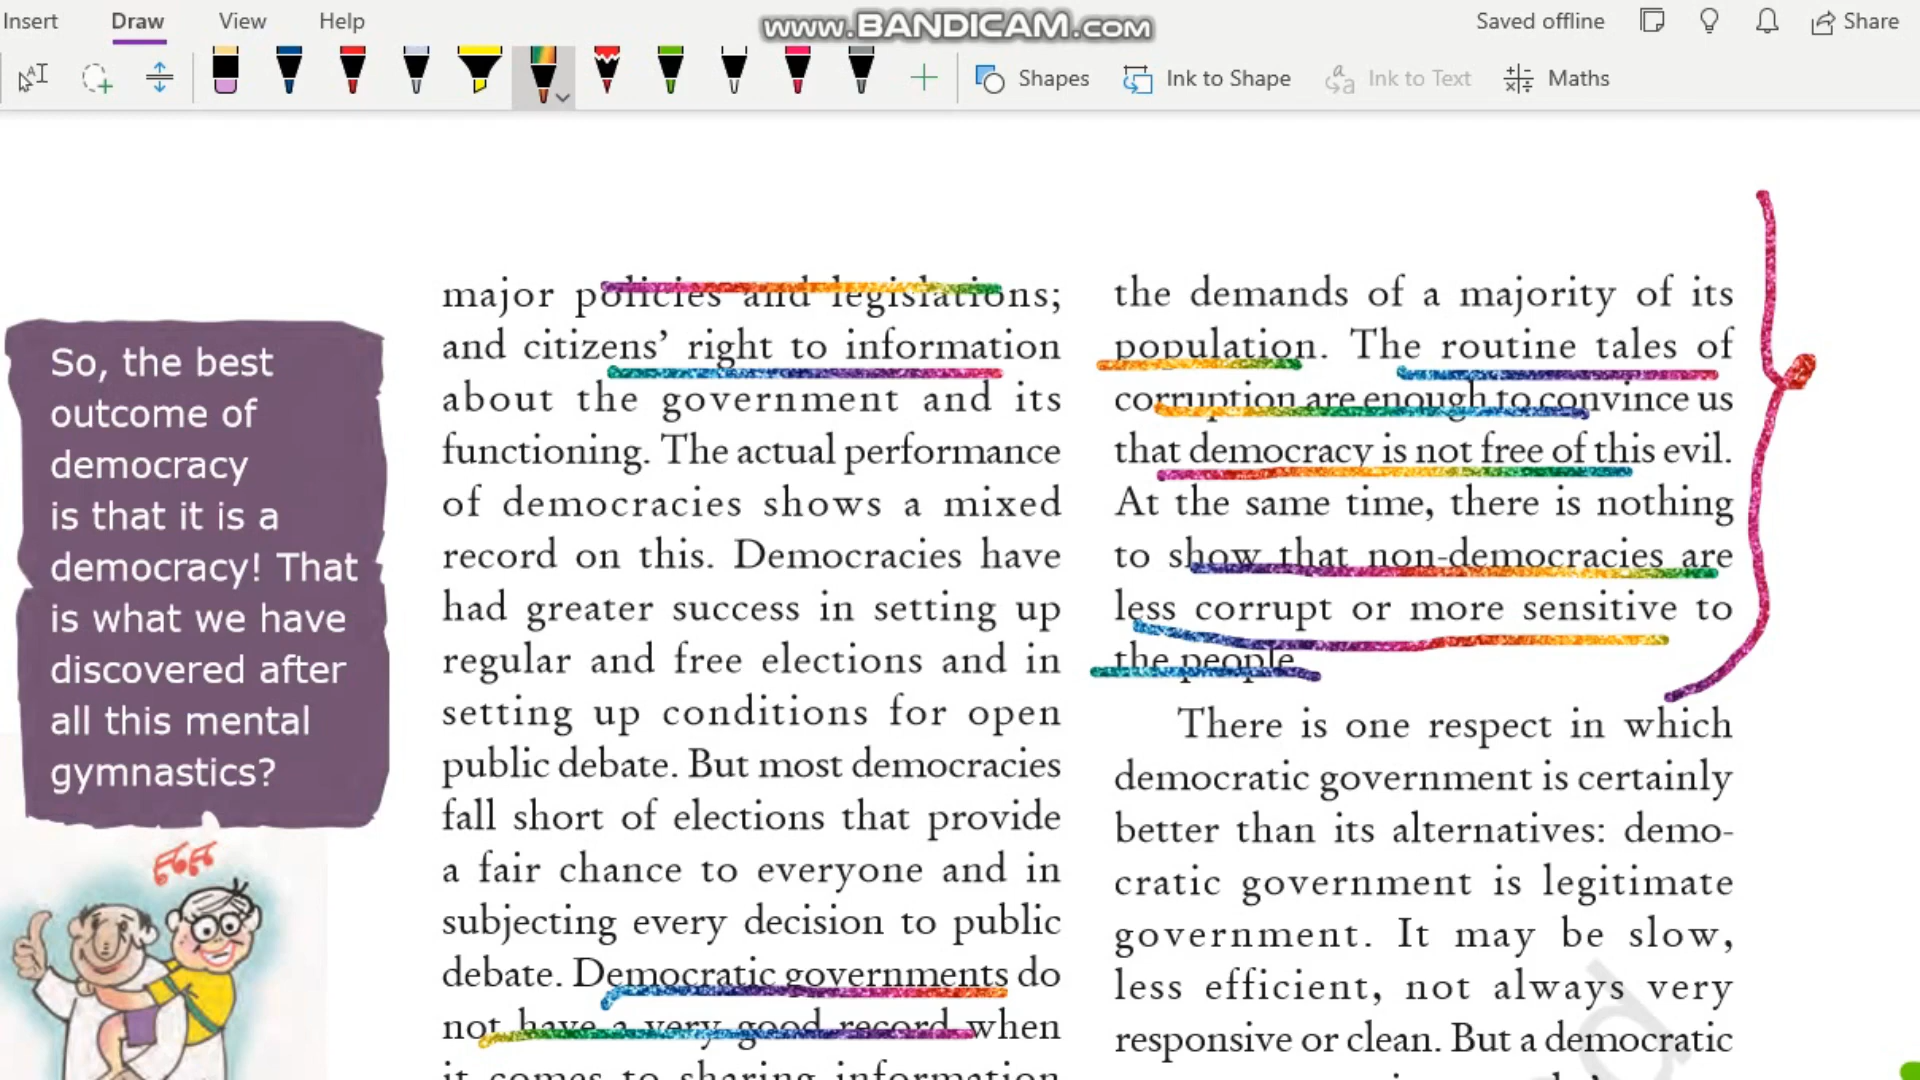 Insert Draw View Help
www.BANDICAM.com
Saved offline
Share
Shapes
Ink to Shape
Ink to Text
Maths
So, the best
outcome of
democracy
is that it is a
democracy! That
is what we have
discovered after
all this mental
gymnastics?
major policies and legislations;
and citizens’ right to information
about the government and its
functioning. The actual performance
of democracies shows a mixed
record on this. Democracies have
had greater success in setting up
regular and free elections and in
setting up conditions for open
public debate. But most democracies
fall short of elections that provide
a fair chance to everyone and in
subjecting every decision to public
debate. Democratic governments do
not have a very good record when
it comes to sharing information
the demands of a majority of its
population. The routine tales of
corruption are enough to convince us
that democracy is not free of this evil.
At the same time, there is nothing
to show that non-democracies are
less corrupt or more sensitive to
the people.
There is one respect in which
democratic government is certainly
better than its alternatives: demo-
cratic government is legitimate
government. It may be slow,
less efficient, not always very
responsive or clean. But a democratic